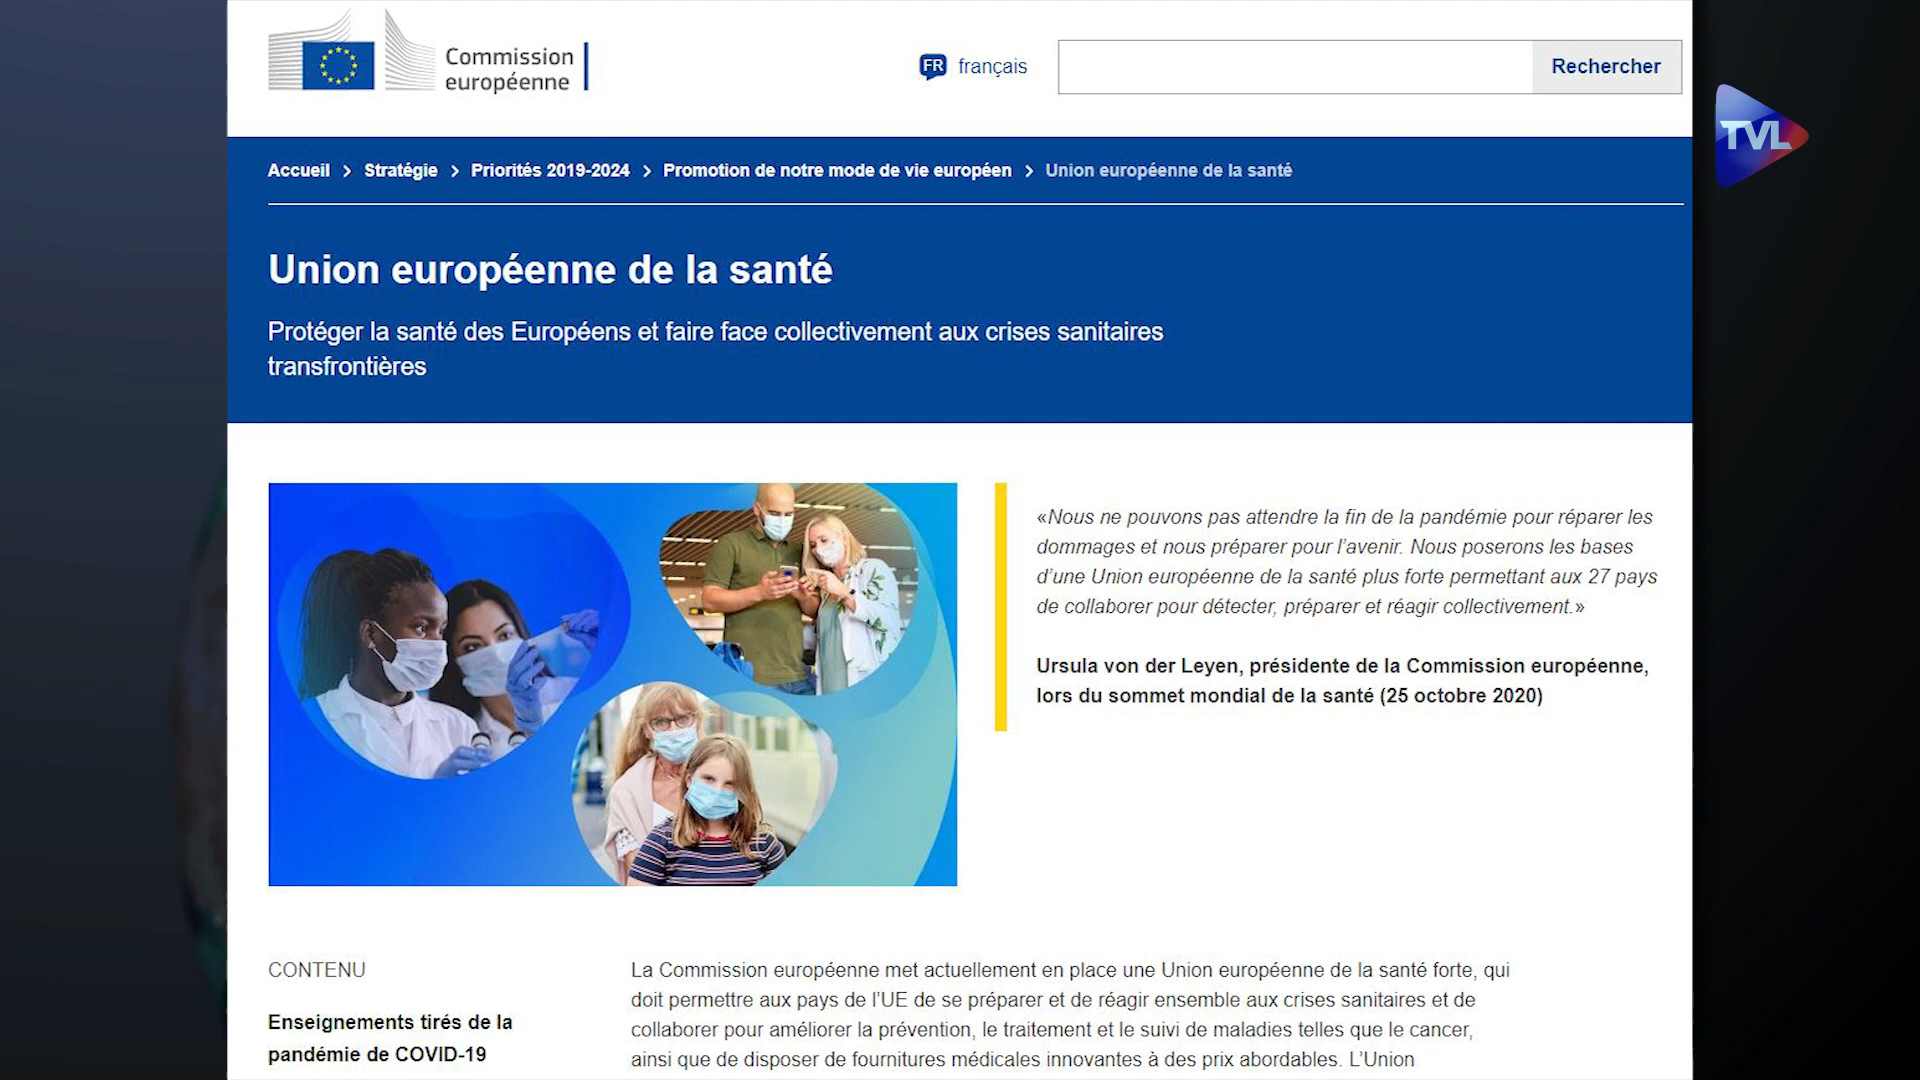 Commission
européenne
FR français
Rechercher
TVL
Accueil > Stratégie > Priorités 2019-2024 > Promotion de notre mode de vie européen > Union européenne de la santé
Union européenne de la santé
Protéger la santé des Européens et faire face collectivement aux crises sanitaires
transfrontières
«Nous ne pouvons pas attendre la fin de la pandémie pour réparer les
dommages et nous préparer pour l’avenir. Nous poserons les bases
d’une Union européenne de la santé plus forte permettant aux 27 pays
de collaborer pour détecter, préparer et réagir collectivement.»
Ursula von der Leyen, présidente de la Commission européenne,
lors du sommet mondial de la santé (25 octobre 2020)
CONTENU
Enseignements tirés de la
pandémie de COVID-19
La Commission européenne met actuellement en place une Union européenne de la santé forte, qui
doit permettre aux pays de l’UE de se préparer et de réagir ensemble aux crises sanitaires et de
collaborer pour améliorer la prévention, le traitement et le suivi de maladies telles que le cancer,
ainsi que de disposer de fournitures médicales innovantes à des prix abordables. L’Union